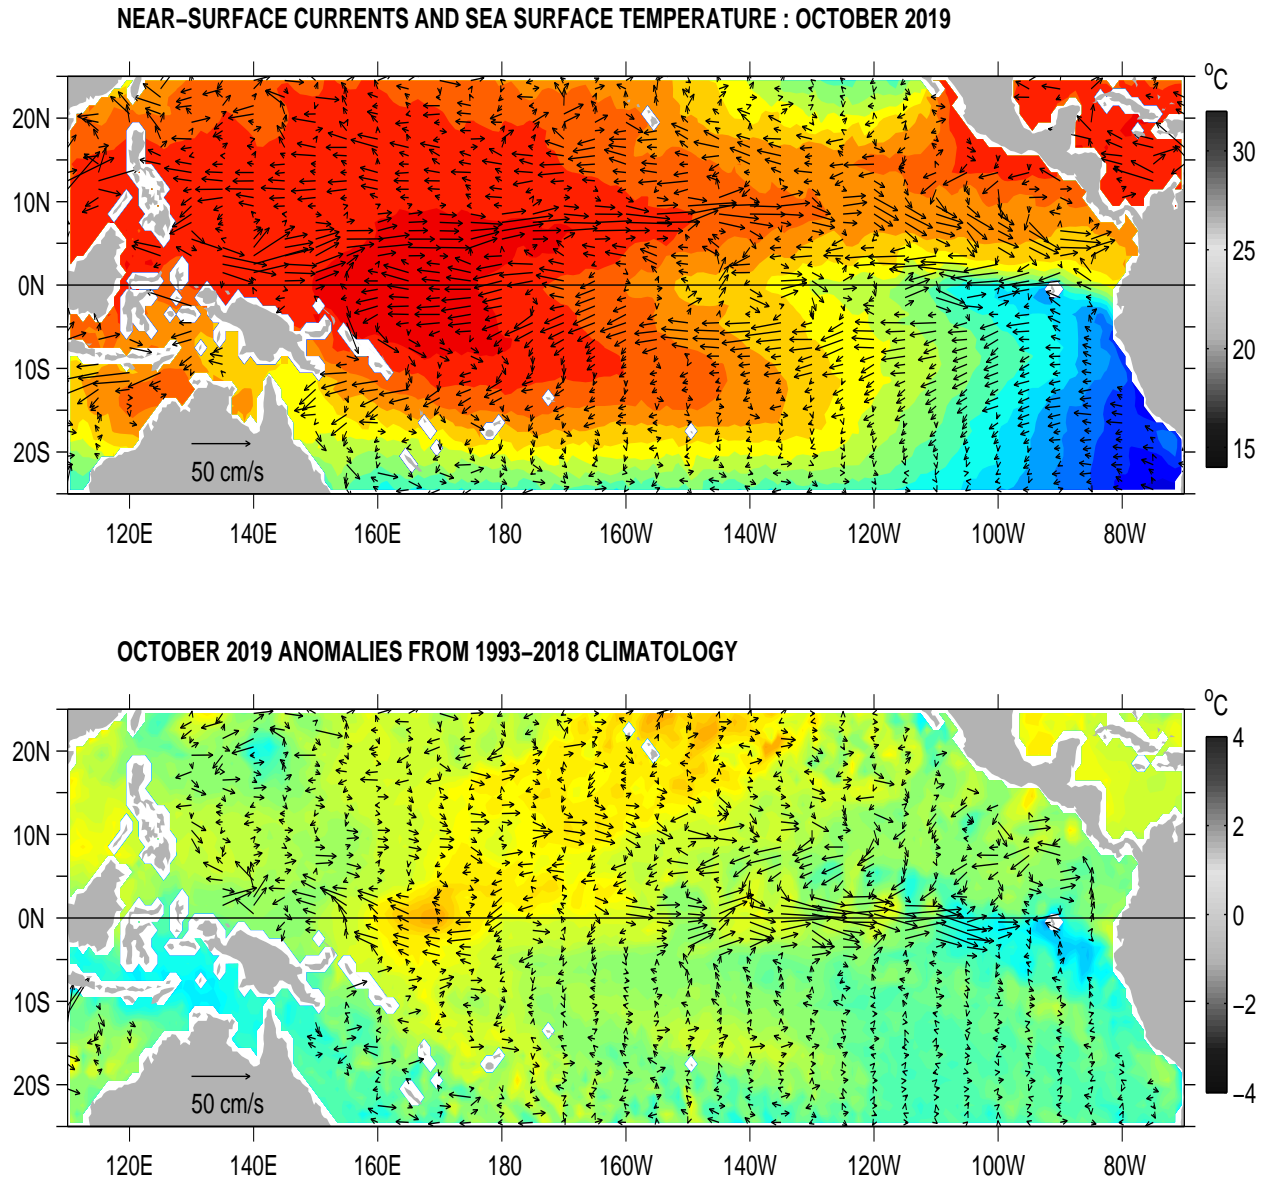 NEAR−SURFACE CURRENTS AND SEA SURFACE TEMPERATURE : OCTOBER 2019
oC
20N
10N
0N
10S
20S
30
25
20
15
50 cm/s
120E 140E 160E 180 160W 140W 120W 100W 80W
OCTOBER 2019 ANOMALIES FROM 1993−2018 CLIMATOLOGY
oC
20N
10N
0N
10S
20S
4
2
0
−2
−4
50 cm/s
120E 140E 160E 180 160W 140W 120W 100W 80W